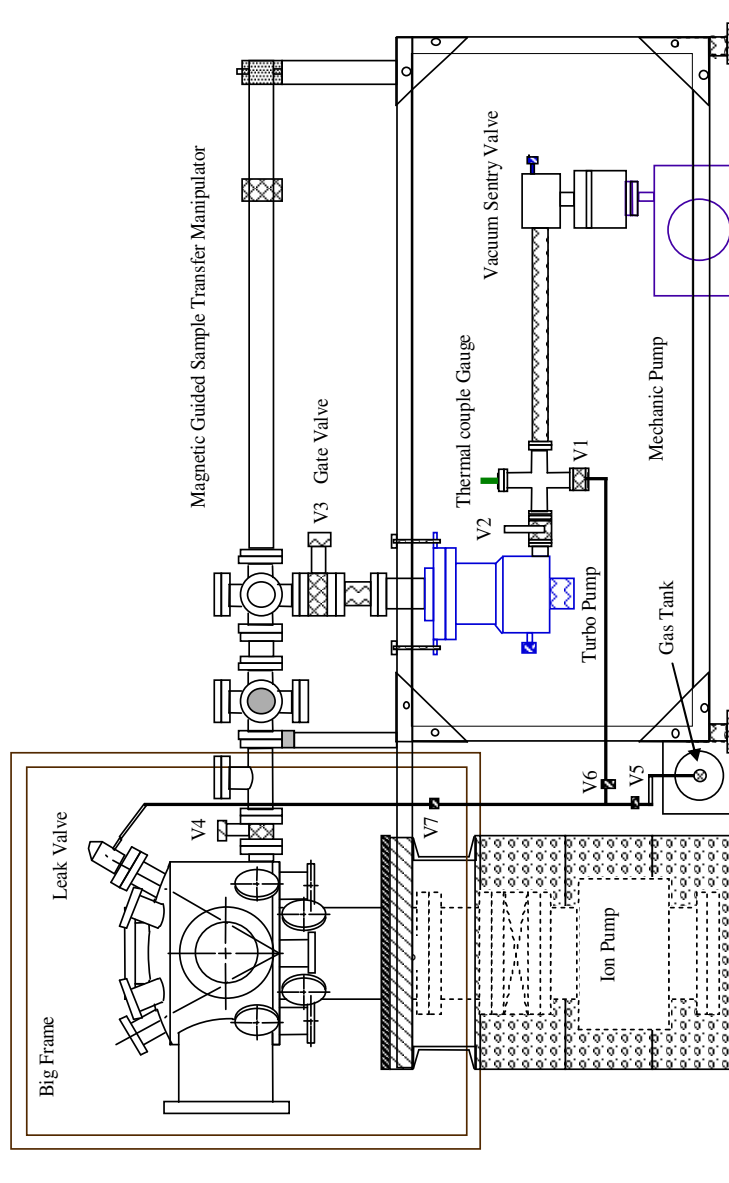 Big Frame
Leak Valve
Magnetic Guided Sample Transfer Manipulator
V4
V3
Gate Valve
V7
Thermal couple Gauge
Vacuum Sentry Valve
V2
V1
Turbo Pump
V6
V5
Ion Pump
Gas Tank
Mechanic Pump